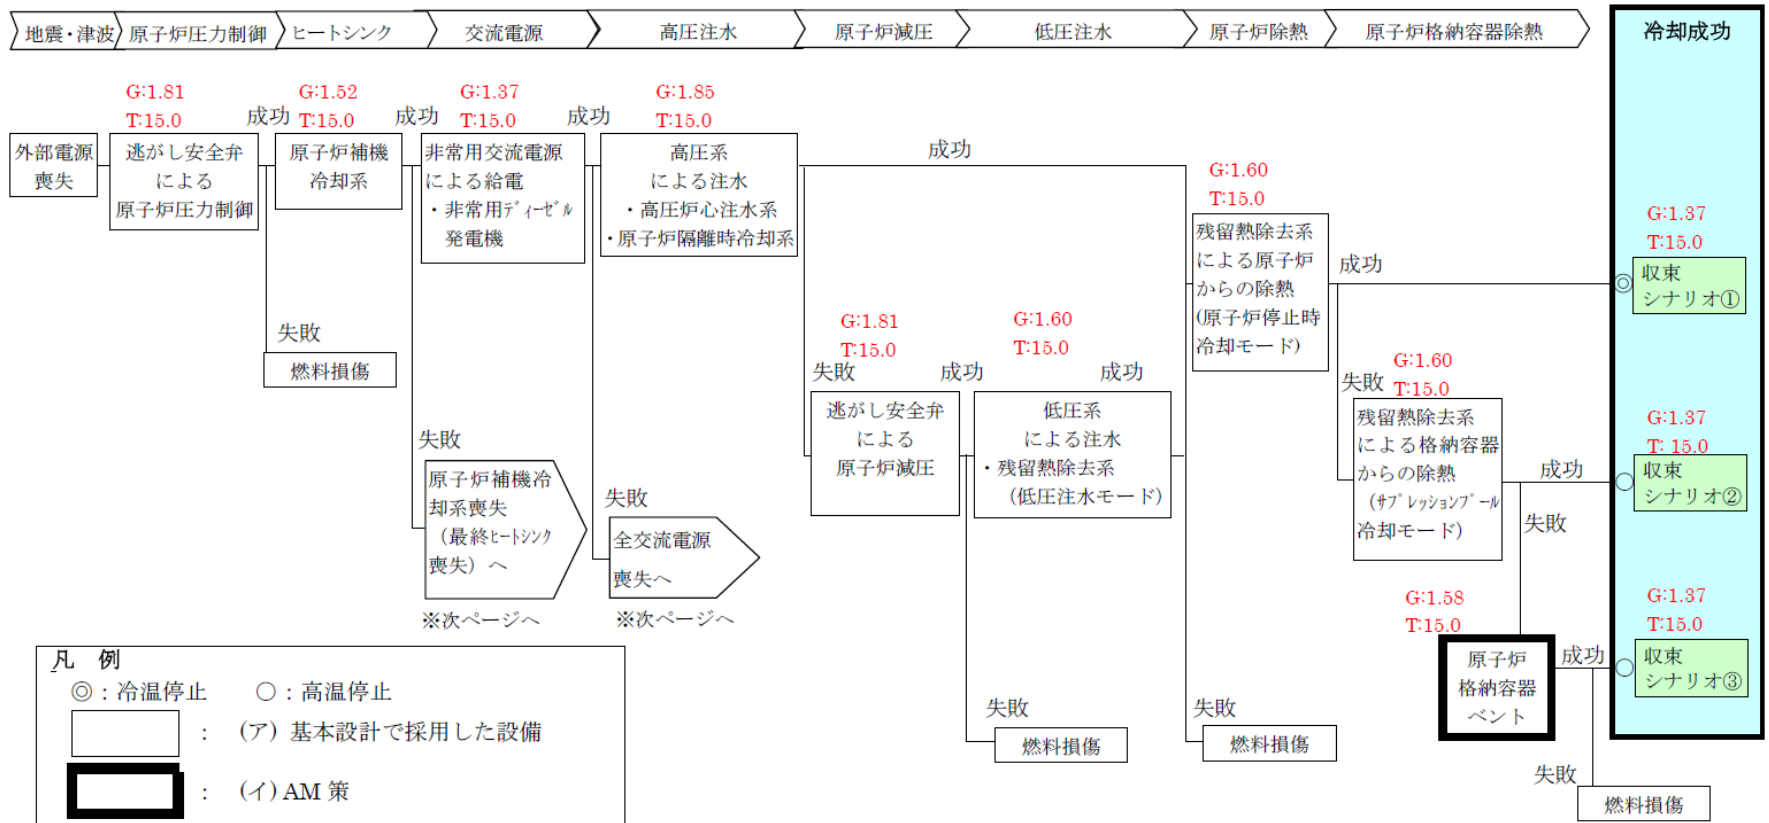 地震・津波
原子炉圧力制御
ヒートシンク
交流電源
高圧注水
原子炉減圧
低圧注水
原子炉除熱
原子炉格納容器除熱
冷却成功
外部電源
喪失
G:1.81
T:15.0
逃がし安全弁
による
原子炉圧力制御
成功
G:1.52
T:15.0
原子炉補機
冷却系
失敗
燃料損傷
成功
G:1.37
T:15.0
非常用交流電源
による給電
・非常用ディーゼル
発電機
失敗
原子炉補機冷
却系喪失
（最終ヒートシンク
喪失）へ
※次ページへ
成功
G:1.85
T:15.0
高圧系
による注水
・高圧炉心注水系
・原子炉隔離時冷却系
失敗
全交流電源
喪失へ
※次ページへ
成功
失敗
G:1.81
T:15.0
逃がし安全弁
による
原子炉減圧
成功
失敗
燃料損傷
G:1.60
T:15.0
低圧系
による注水
・残留熱除去系
（低圧注水モード）
成功
失敗
燃料損傷
G:1.60
T:15.0
残留熱除去系
による原子炉
からの除熱
(原子炉停止時
冷却モード)
成功
失敗
G:1.60
T:15.0
残留熱除去系
による格納容器
からの除熱
（サプレッションプール
冷却モード）
成功
失敗
G:1.58
T:15.0
原子炉
格納容器
ベント
成功
失敗
燃料損傷
G:1.37
T:15.0
◎
収束
シナリオ①
G:1.37
T: 15.0
○
収束
シナリオ②
G:1.37
T:15.0
○
収束
シナリオ③
凡　例
◎：冷温停止　　○：高温停止
：　(ア) 基本設計で採用した設備
：　(イ) AM 策